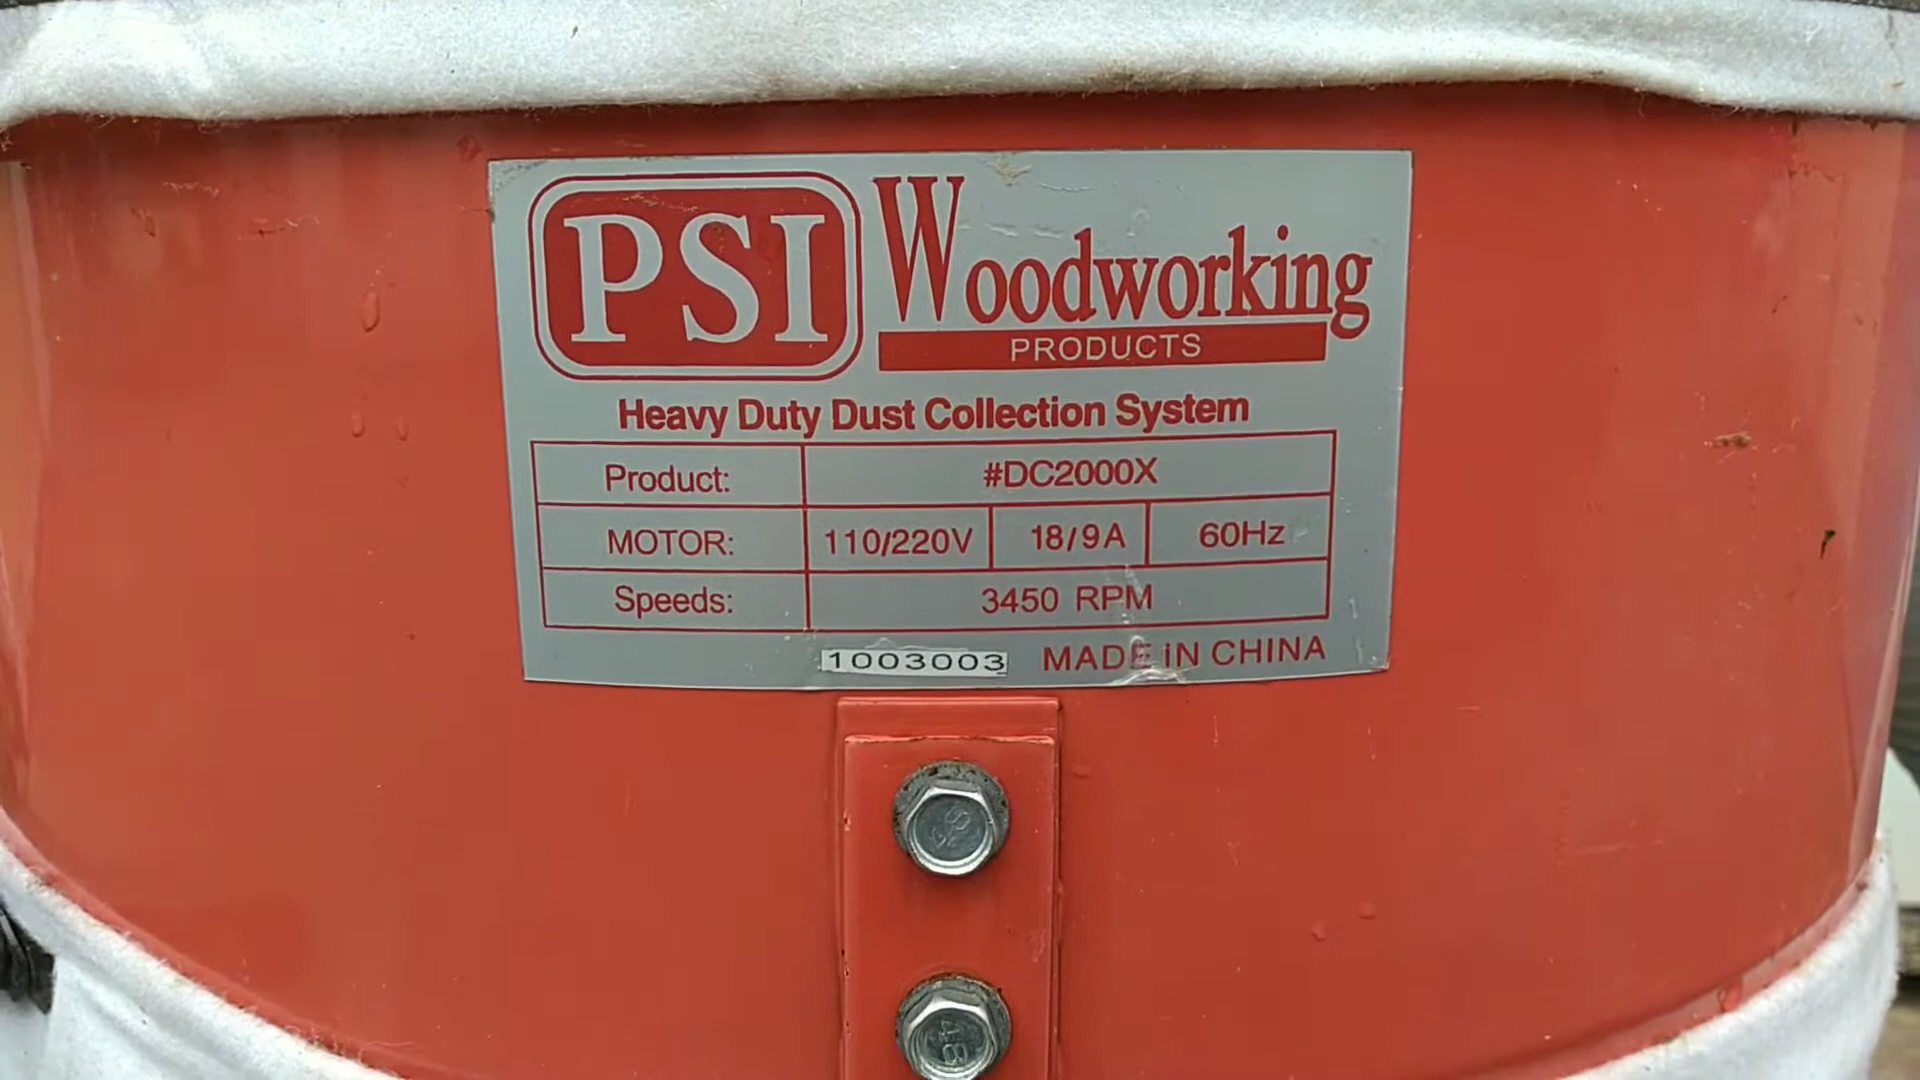 PSI Woodworking
PRODUCTS
Heavy Duty Dust Collection System
Product: #DC2000X
MOTOR: 110/220V 18/9A 60Hz
Speeds: 3450 RPM
1003003 MADE IN CHINA